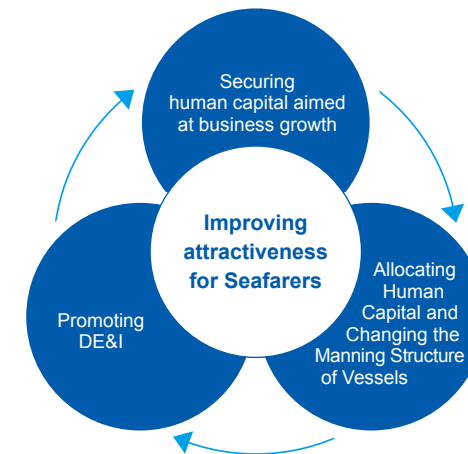 Securing
human capital aimed
at business growth
Improving
attractiveness
for Seafarers
Allocating
Human
Capital and
Changing the
Manning Structure
of Vessels
Promoting
DE&I